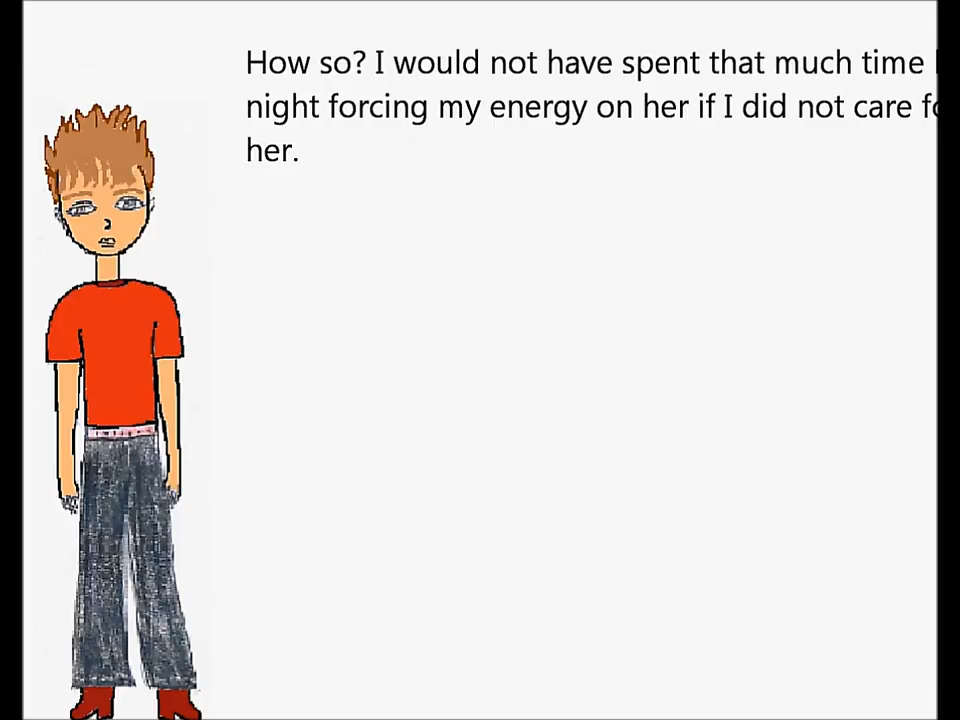 How so? I would not have spent that much time
night forcing my energy on her if I did not care
her.